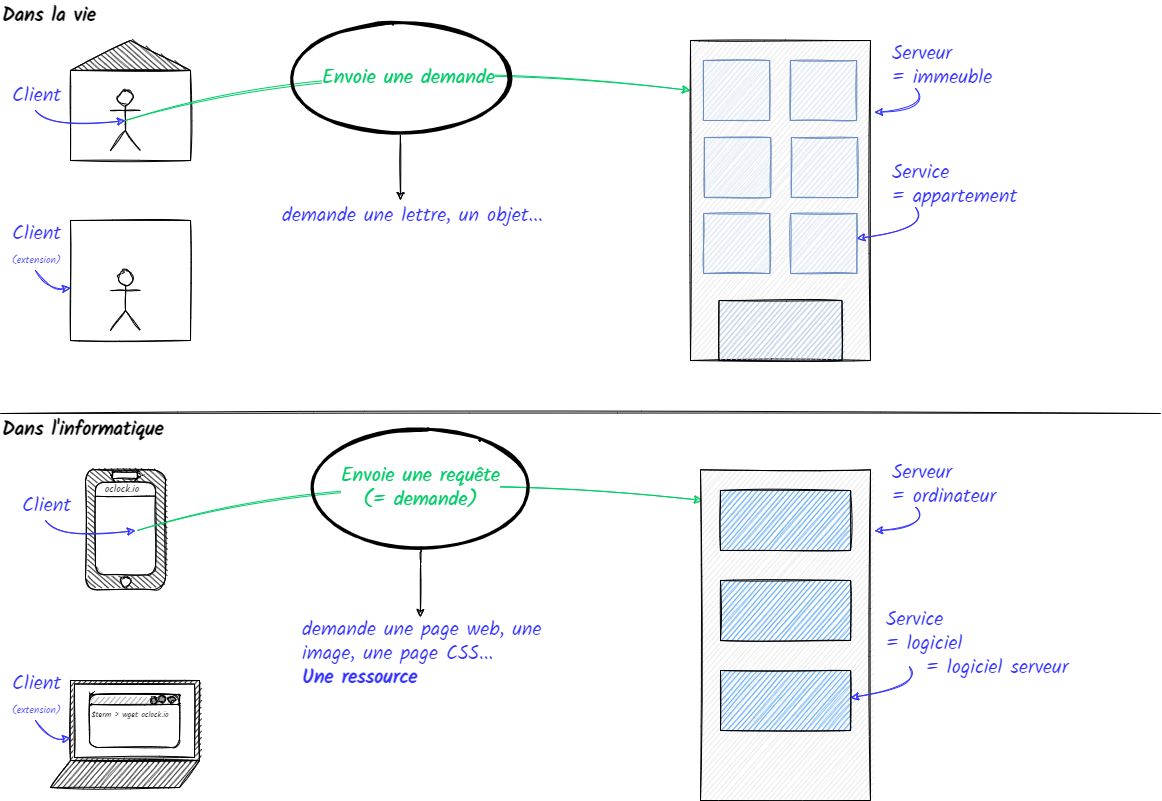 Dans la vie
Client
Envoie une demande
Serveur
= immeuble
demande une lettre, un objet...
Service
= appartement
Client
(extension)
Dans l'informatique
oclock.io
Client
Envoie une requête
(= demande)
Serveur
= ordinateur
demande une page web, une
image, une page CSS...
Une ressource
Service
= logiciel
= logiciel serveur
Client
(extension)
$term > wget oclock.io